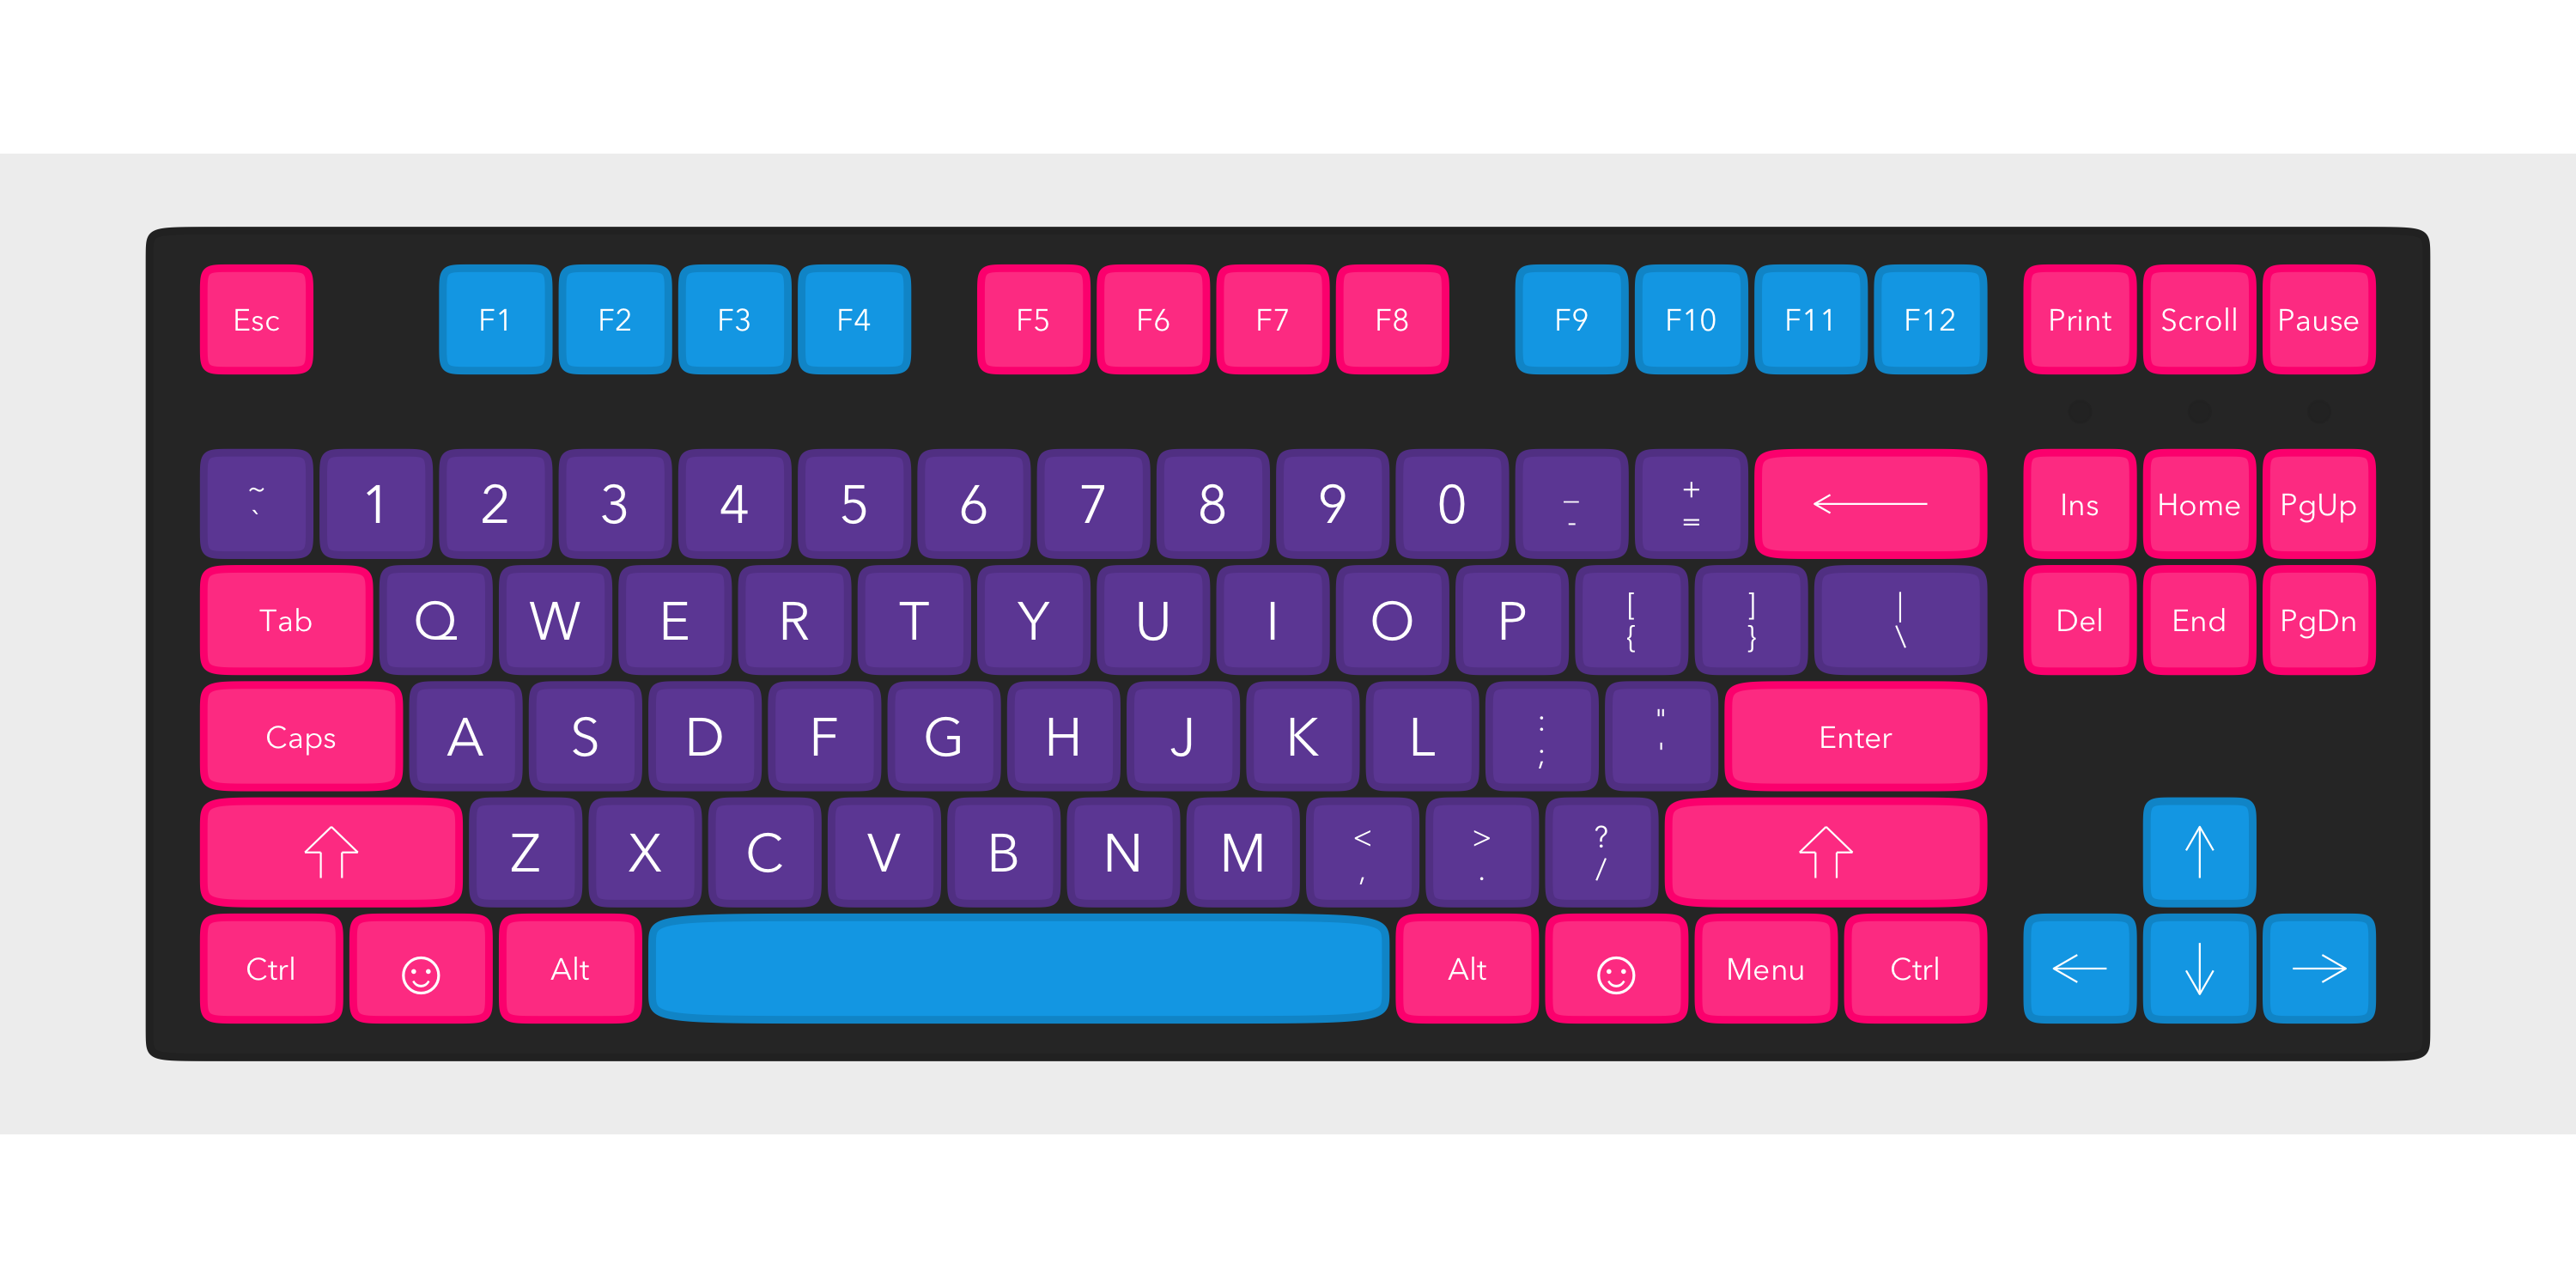 Esc F1 F2 F3 F4 F5 F6 F7 F8 F9 F10 F11 F12 Print Scroll Pause
~ ` 1 2 3 4 5 6 7 8 9 0 _ - + = ← Ins Home PgUp
Tab Q W E R T Y U I O P [ { ] } | \ Del End PgDn
Caps A S D F G H J K L : ; " ' Enter
⇧ Z X C V B N M < , > . ? / ⇧ ↑
Ctrl ☺ Alt Alt ☺ Menu Ctrl ← ↓ →